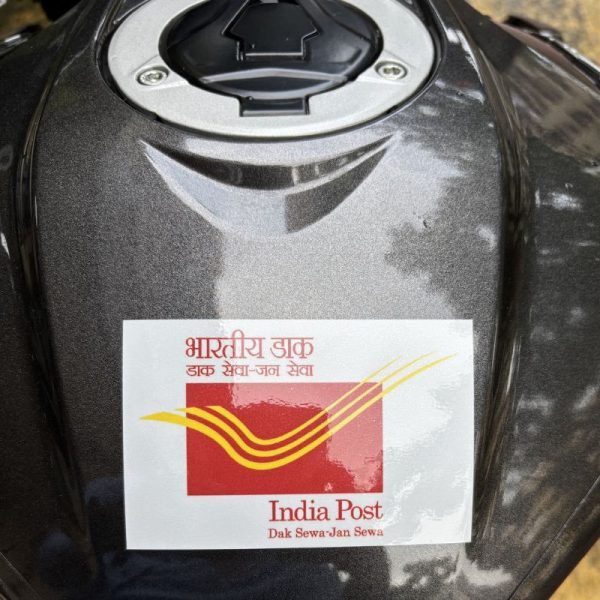 भारतीय डाक
डाक सेवा-जन सेवा
India Post
Dak Sewa-Jan Sewa